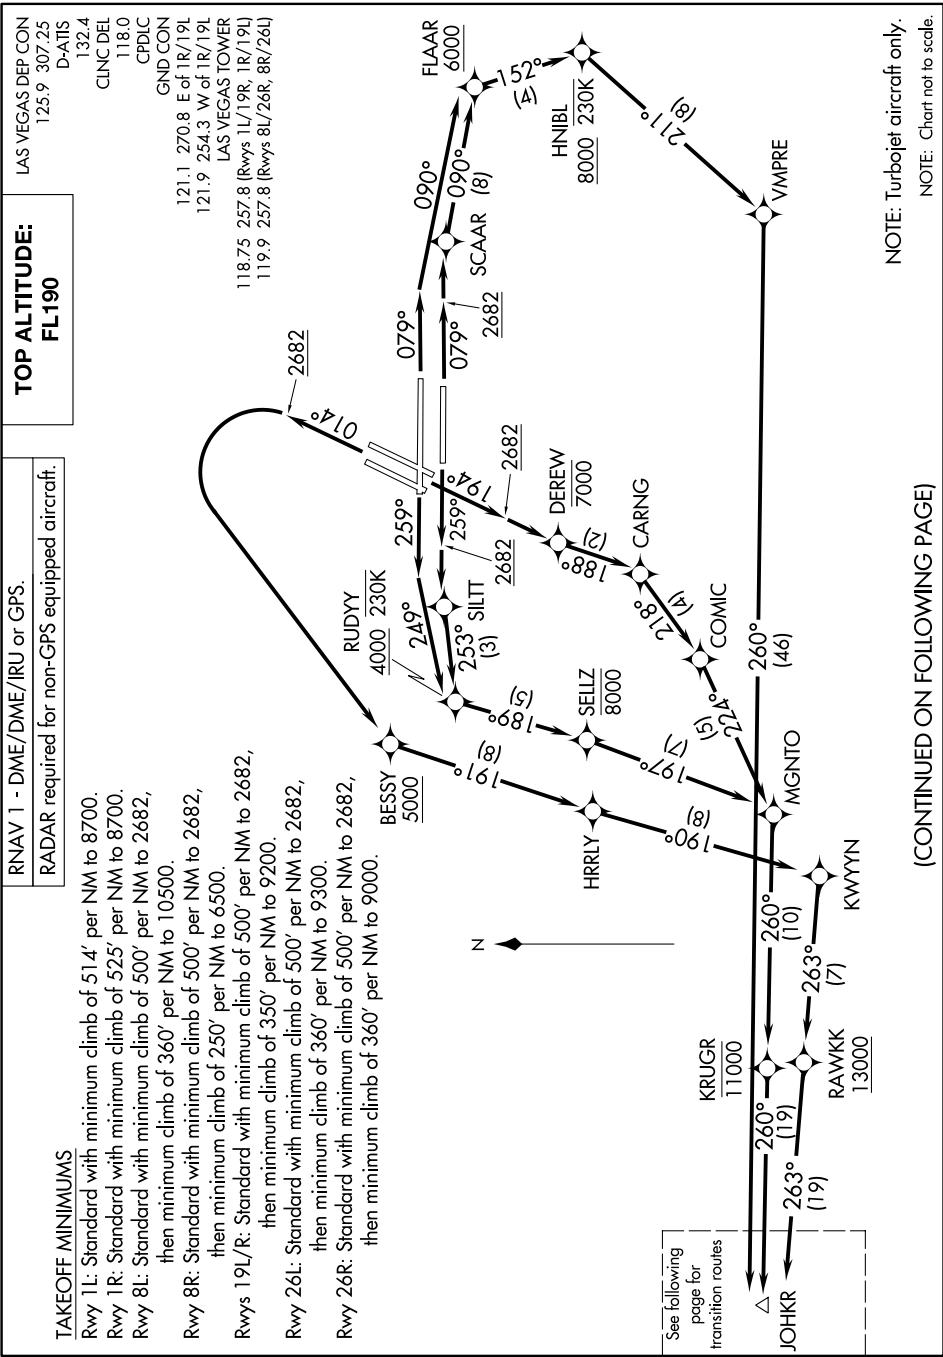 RNAV 1 - DME/DME/IRU or GPS.
RADAR required for non-GPS equipped aircraft.
TOP ALTITUDE:
FL190
LAS VEGAS DEP CON
125.9 307.25
D-ATIS
132.4
CLNC DEL
118.0
CPDLC
GND CON
121.1 270.8 E of 1R/19L
121.9 254.3 W of 1R/19L
LAS VEGAS TOWER
118.75 257.8 (Rwys 1L/19R, 1R/19L)
119.9 257.8 (Rwys 8L/26R, 8R/26L)
TAKEOFF MINIMUMS
Rwy 1L: Standard with minimum climb of 514' per NM to 8700.
Rwy 1R: Standard with minimum climb of 525' per NM to 8700.
Rwy 8L: Standard with minimum climb of 500' per NM to 2682,
then minimum climb of 360' per NM to 10500.
Rwy 8R: Standard with minimum climb of 500' per NM to 2682,
then minimum climb of 250' per NM to 6500.
Rwys 19L/R: Standard with minimum climb of 500' per NM to 2682,
then minimum climb of 350' per NM to 9200.
Rwy 26L: Standard with minimum climb of 500' per NM to 2682,
then minimum climb of 360' per NM to 9300.
Rwy 26R: Standard with minimum climb of 500' per NM to 2682,
then minimum climb of 360' per NM to 9000.
2682
014°
FLAAR
6000
079°
090°
090°
(8)
SCAAR
079°
2682
152°
(4)
HNIBL
8000 230K
211°
(8)
VMPRE
259°
259°
2682
SILTT
249°
253°
(3)
RUDYY
4000 230K
194°
2682
DEREW
7000
188°
(2)
CARNG
218°
(4)
COMIC
224°
(5)
BESSY
5000
191°
(8)
HRRLY
190°
(8)
KWYYN
189°
(5)
SELLZ
8000
197°
(7)
MGNTO
260°
(46)
N
260°
(10)
263°
(7)
KRUGR
11000
RAWKK
13000
260°
(19)
263°
(19)
See following
page for
transition routes
JOHKR
NOTE: Turbojet aircraft only.
NOTE: Chart not to scale.
(CONTINUED ON FOLLOWING PAGE)